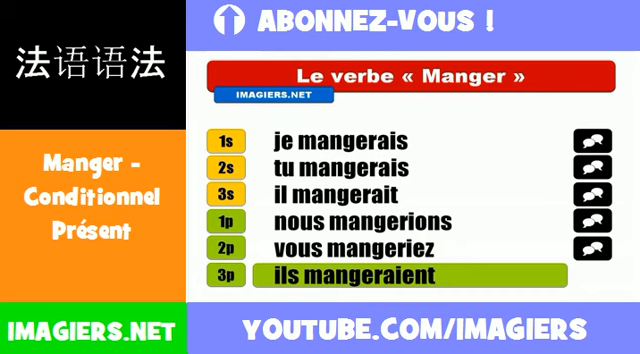 ABONNEZ-VOUS !
法语语法
Le verbe « Manger »
IMAGIERS.NET
Manger -
Conditionnel
Présent
1s je mangerais
2s tu mangerais
3s il mangerait
1p nous mangerions
2p vous mangeriez
3p ils mangeraient
IMAGIERS.NET
YOUTUBE.COM/IMAGIERS